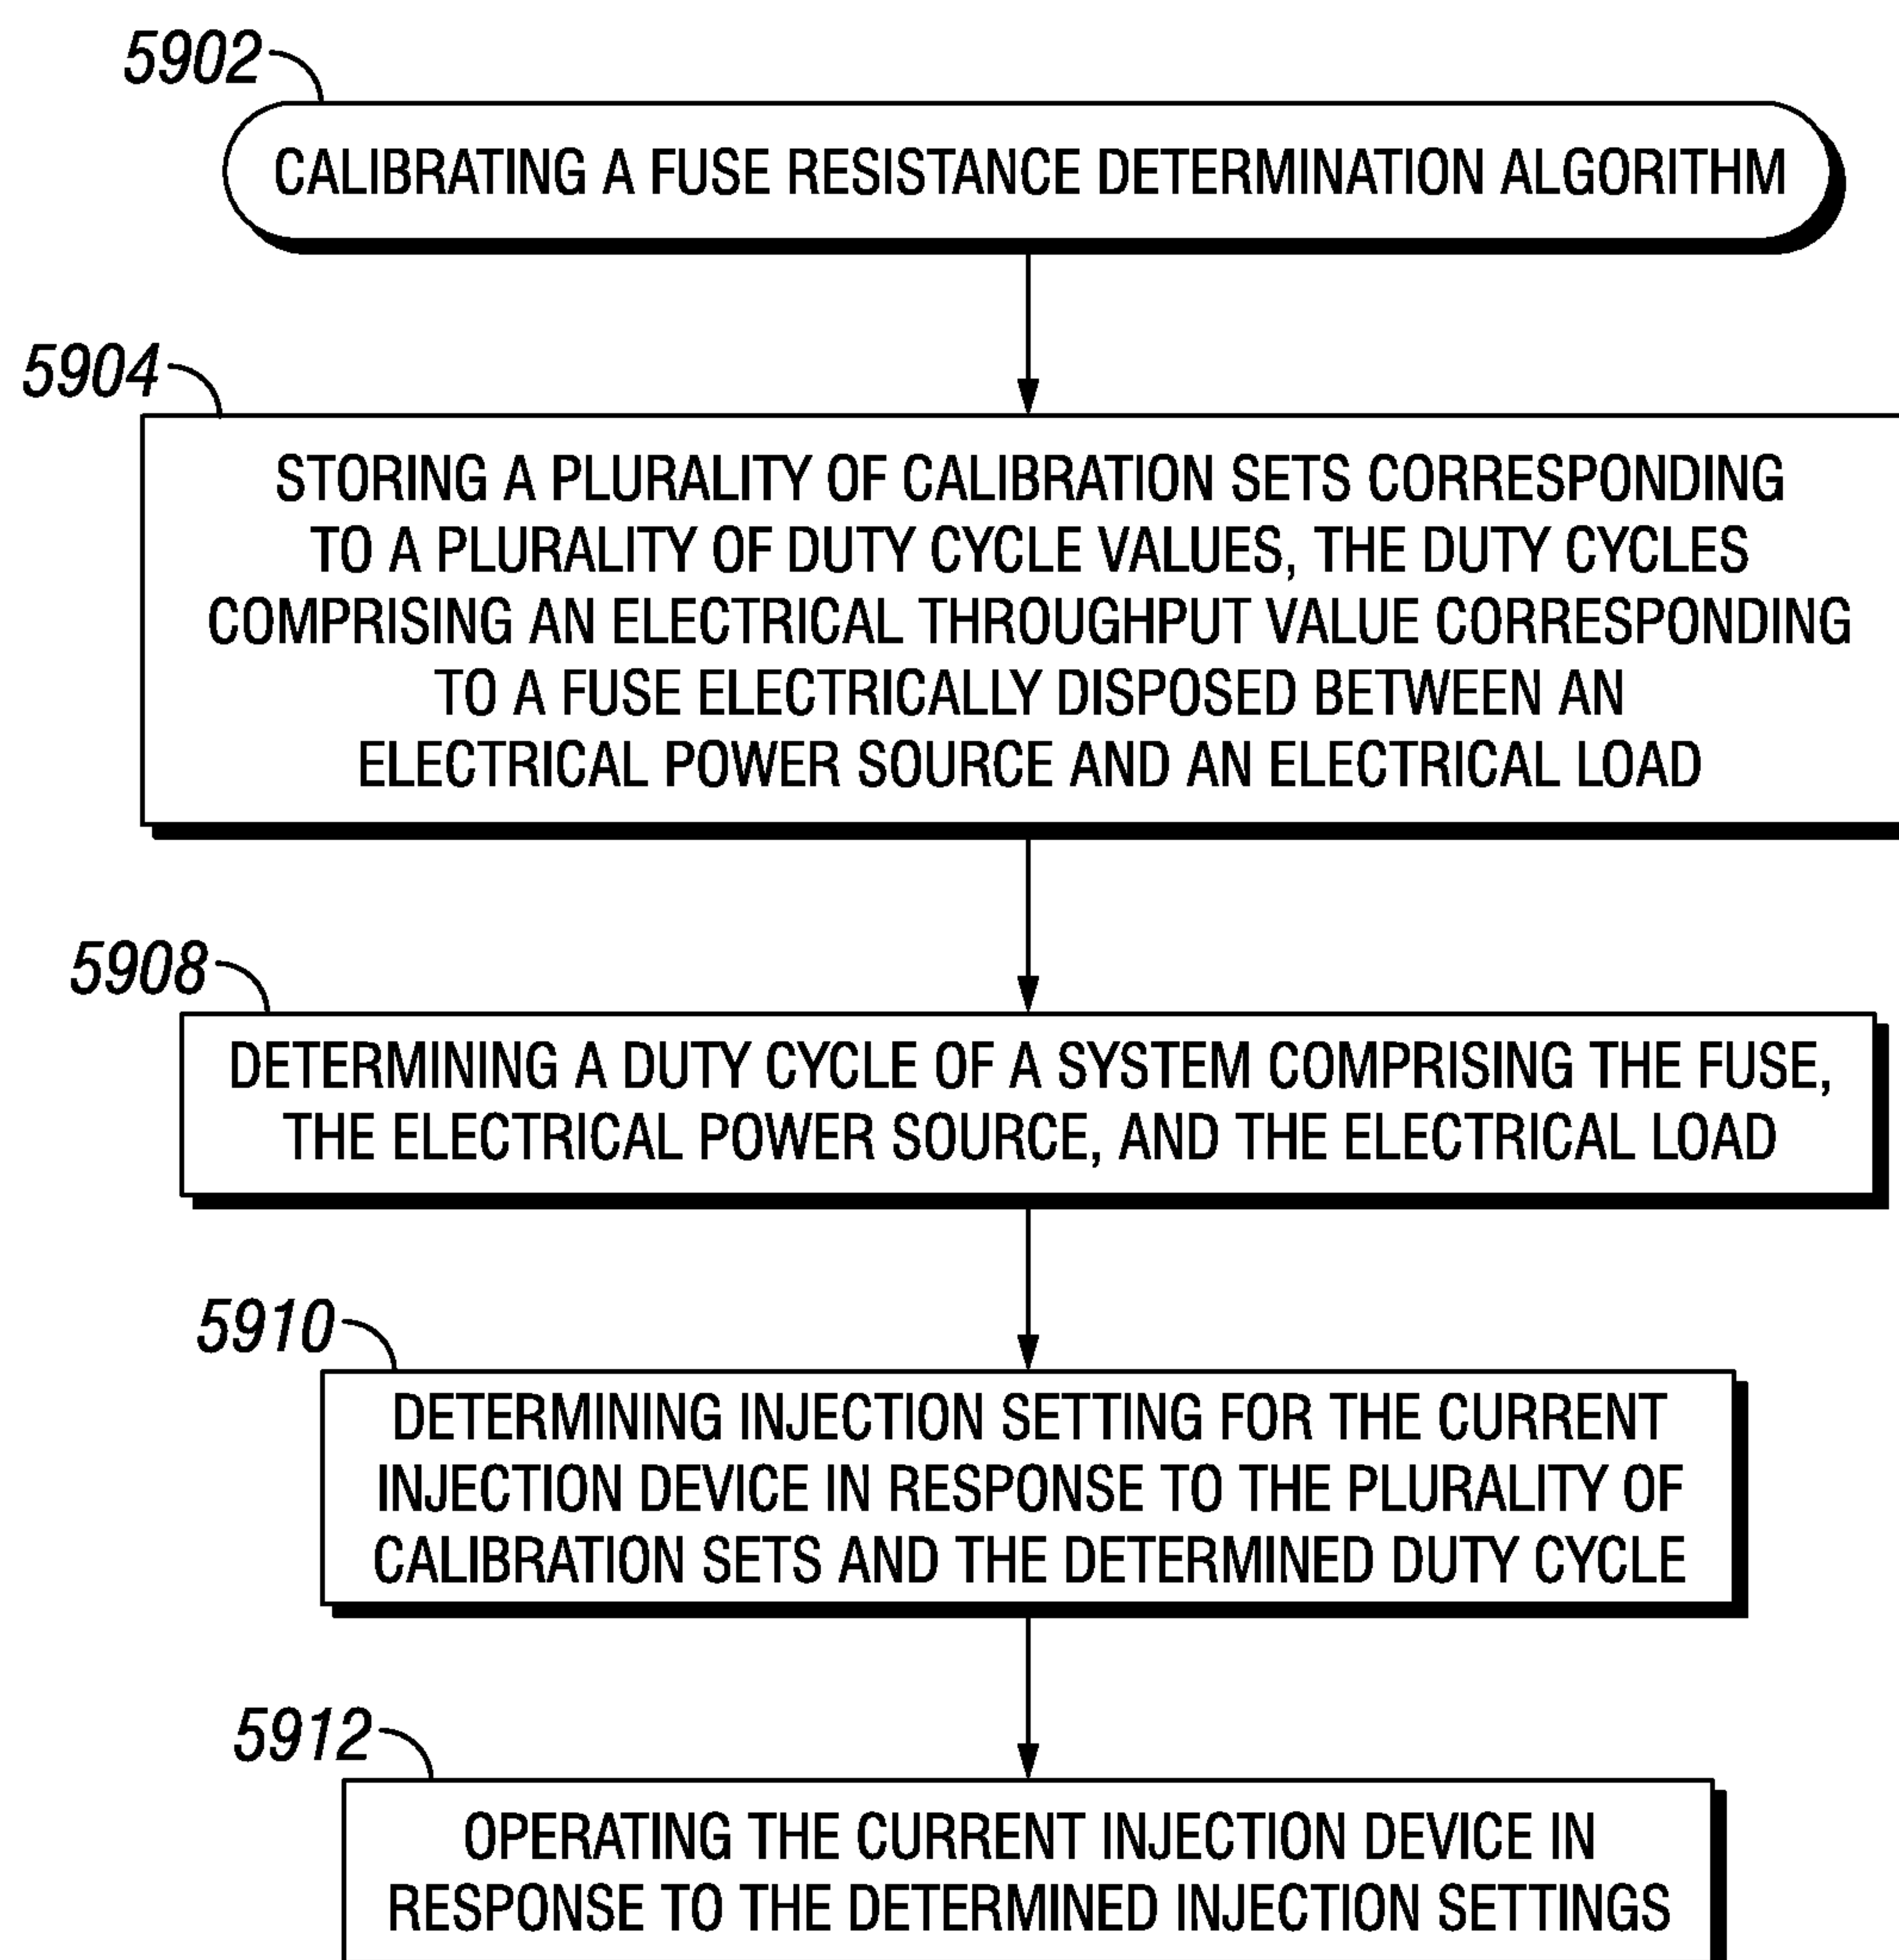 5902
CALIBRATING A FUSE RESISTANCE DETERMINATION ALGORITHM
5904
STORING A PLURALITY OF CALIBRATION SETS CORRESPONDING
TO A PLURALITY OF DUTY CYCLE VALUES, THE DUTY CYCLES
COMPRISING AN ELECTRICAL THROUGHPUT VALUE CORRESPONDING
TO A FUSE ELECTRICALLY DISPOSED BETWEEN AN
ELECTRICAL POWER SOURCE AND AN ELECTRICAL LOAD
5908
DETERMINING A DUTY CYCLE OF A SYSTEM COMPRISING THE FUSE,
THE ELECTRICAL POWER SOURCE, AND THE ELECTRICAL LOAD
5910
DETERMINING INJECTION SETTING FOR THE CURRENT
INJECTION DEVICE IN RESPONSE TO THE PLURALITY OF
CALIBRATION SETS AND THE DETERMINED DUTY CYCLE
5912
OPERATING THE CURRENT INJECTION DEVICE IN
RESPONSE TO THE DETERMINED INJECTION SETTINGS